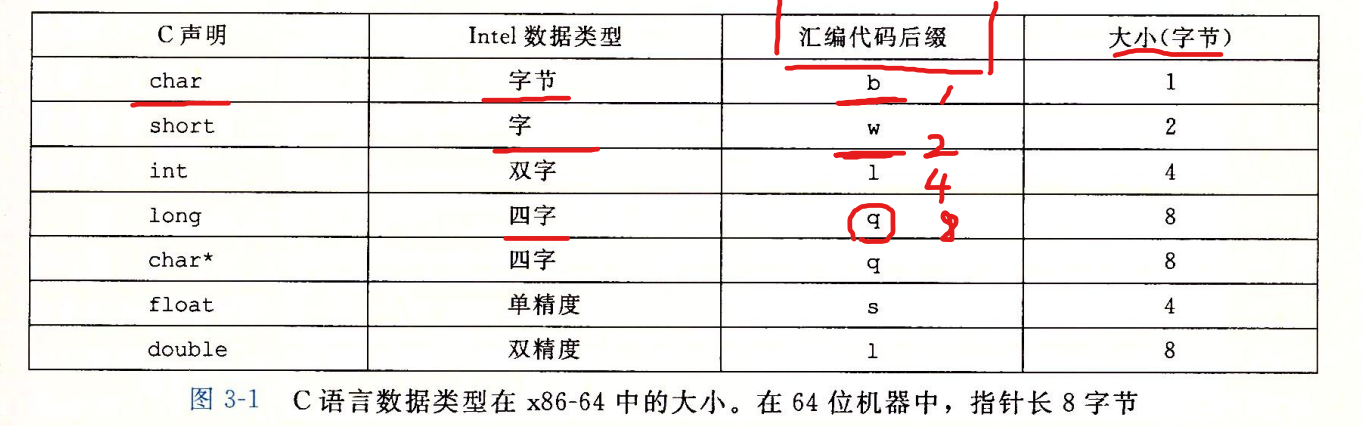 C声明 Intel 数据类型 汇编代码后缀 大小(字节)
char 字节 b 1 1
short 字 w 2 2
int 双字 l 4 4
long 四字 q 8 8
char* 四字 q 8
float 单精度 s 4
double 双精度 l 8
图 3-1 C语言数据类型在 x86-64 中的大小。在 64 位机器中，指针长 8 字节